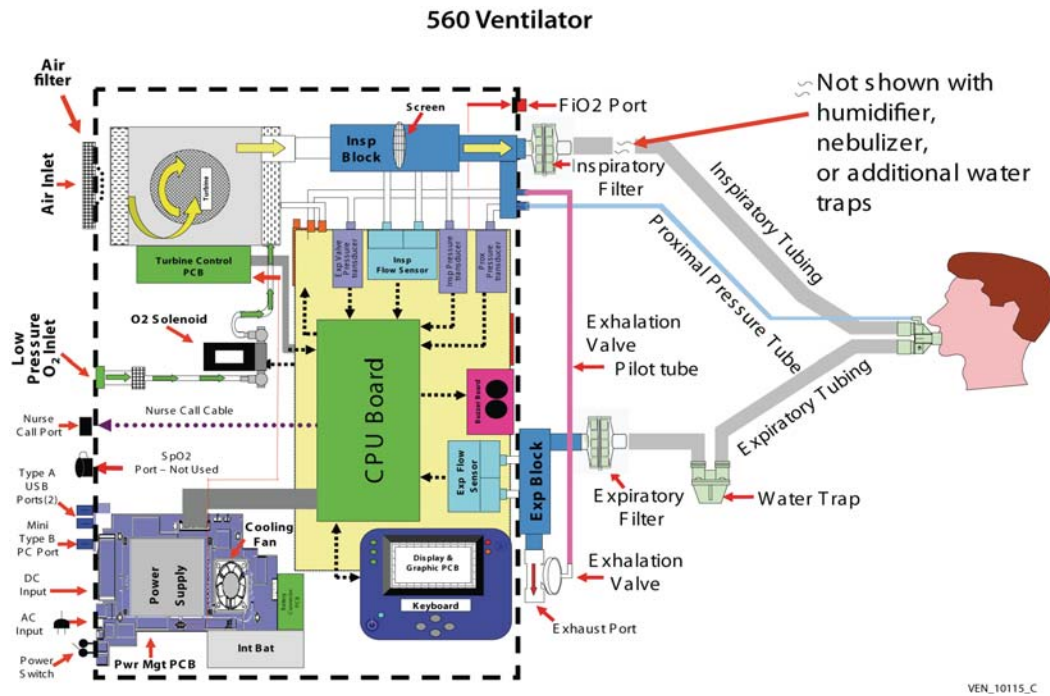 560 Ventilator
Air
filter
Air Inlet
Turbine
Screen
Insp
Block
FiO2 Port
Inspiratory
Filter
Not shown with
humidifier,
nebulizer,
or additional water
traps
Inspiratory Tubing
Proximal Pressure Tube
Expiratory Tubing
Turbine Control
PCB
Exp Valve
Pressure
transducer
Insp
Flow Sensor
Insp Pressure
transducer
Prox
Pressure
transducer
O2 Solenoid
Low
Pressure
O2 Inlet
Exhalation
Valve
Pilot tube
CPU Board
Buzzer Board
Nurse Call Cable
Nurse
Call Port
SpO2
Port – Not Used
Type A
USB
Ports(2)
Mini
Type B
PC Port
Exp Flow
Sensor
Exp Block
Expiratory
Filter
Water Trap
Cooling
Fan
Power
Supply
Display &
Graphic PCB
Keyboard
Exhalation
Valve
Exhaust Port
DC
Input
AC
Input
Power
Switch
Pwr Mgt PCB
Int Bat
VEN_10115_C